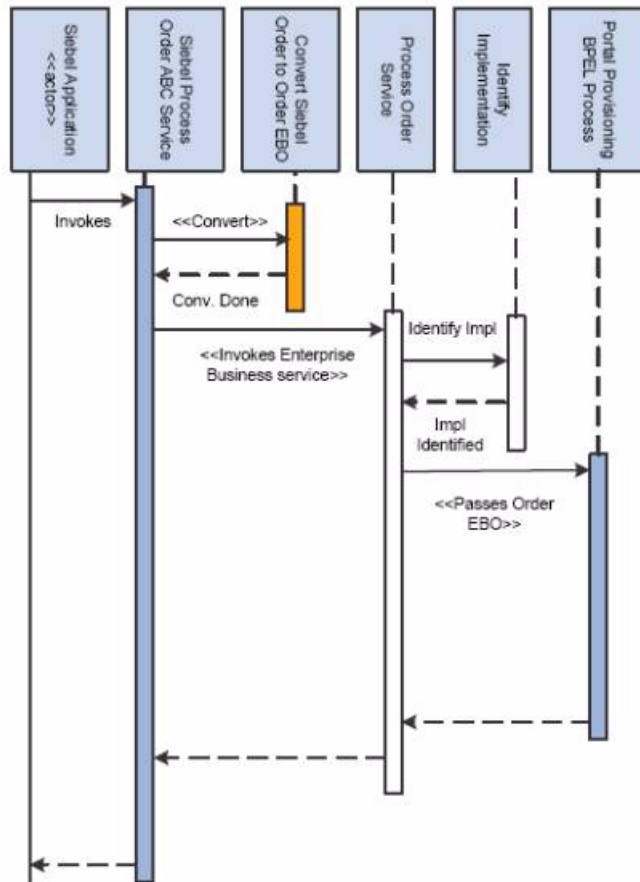 Siebel Application
<<actor>>
Siebel Process
Order ABC Service
Convert Siebel
Order to Order EBO
Process Order
Service
Identify
Implementation
Portal Provisioning
BPEL Process
Invokes
<<Convert>>
Conv. Done
<<Invokes Enterprise
Business service>>
Identify Impl
Impl
Identified
<<Passes Order
EBO>>